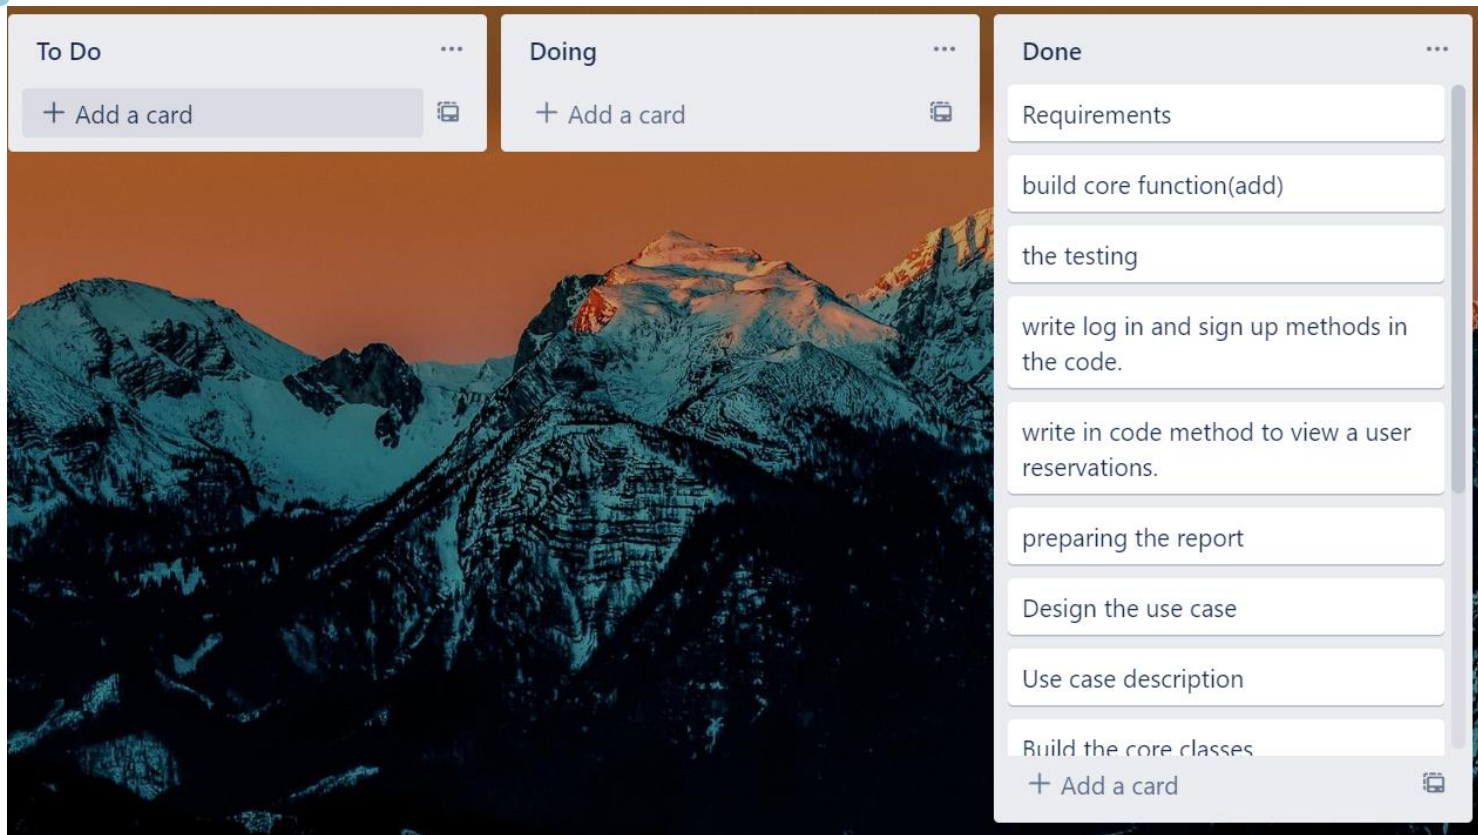 To Do
Add a card
Doing
Add a card
Done
Requirements
build core function(add)
the testing
write log in and sign up methods in
the code.
write in code method to view a user
reservations.
preparing the report
Design the use case
Use case description
Build the core classes
Add a card